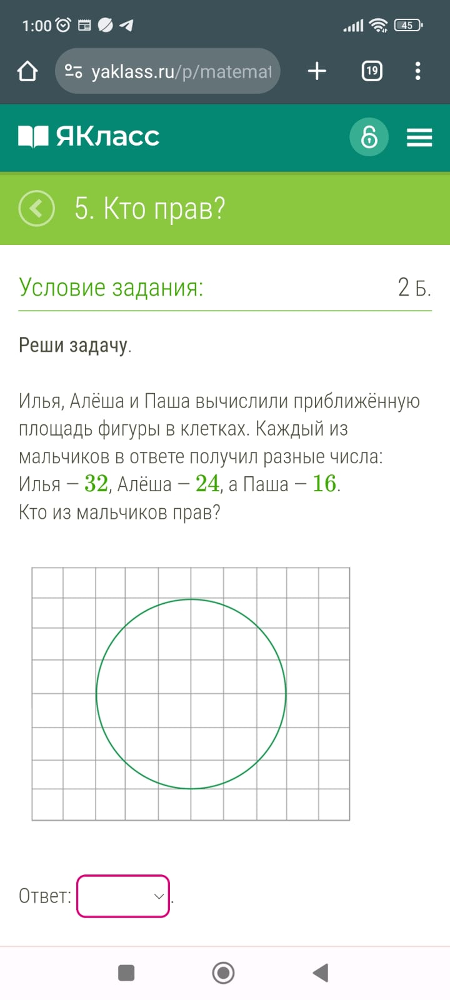 1:00
45
yaklass.ru/p/matemat
19
ЯКласс
5. Кто прав?
Условие задания:
2 Б.
Реши задачу.
Илья, Алёша и Паша вычислили приближённую
площадь фигуры в клетках. Каждый из
мальчиков в ответе получил разные числа:
Илья – 32, Алёша – 24, а Паша – 16.
Кто из мальчиков прав?
Ответ: .